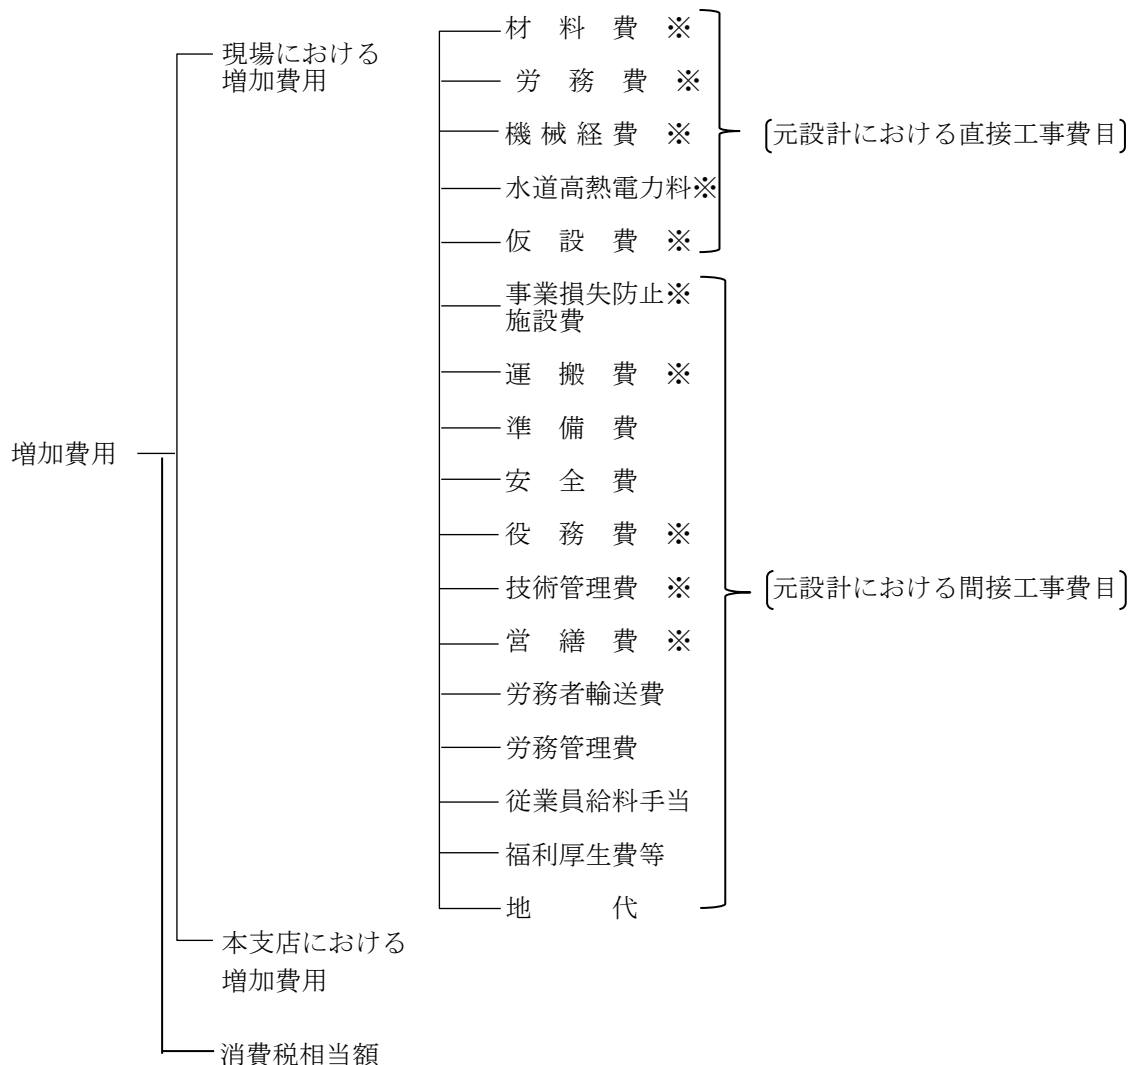 材料費※
現場における
増加費用
労務費※
機械経費※
〔元設計における直接工事費目〕
水道高熱電力料※
仮設費※
事業損失防止※
施設費
運搬費※
準備費
増加費用
安全費
役務費※
技術管理費※
〔元設計における間接工事費目〕
営繕費※
労務者輸送費
労務管理費
従業員給料手当
福利厚生費等
地代
本支店における
増加費用
消費税相当額